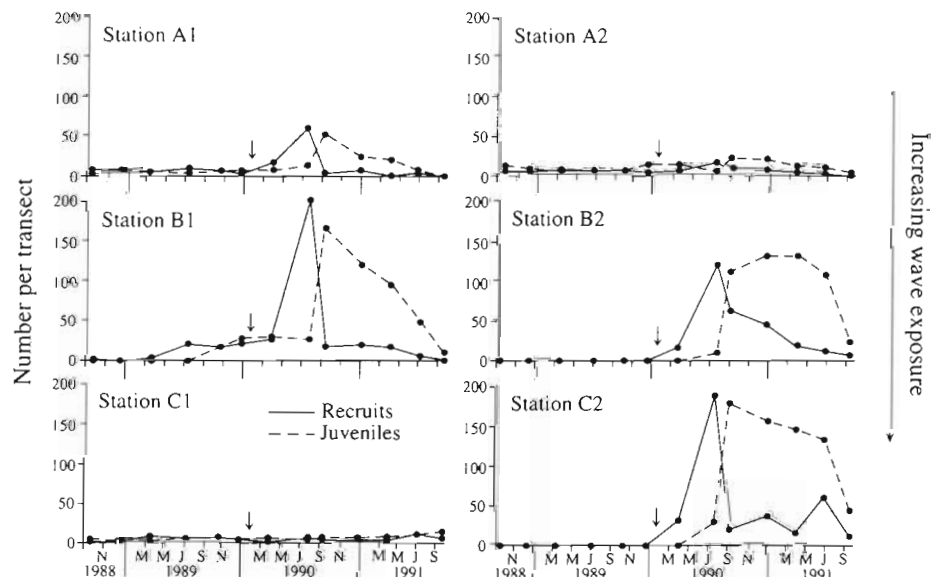 200
150
100
50
0
Station A1
200
150
100
50
0
Station A2
200
150
100
50
0
Station B1
200
150
100
50
0
Station B2
200
150
100
50
0
Station C1
Recruits
Juveniles
200
150
100
50
0
Station C2
N M M J S N M M J S N M M J S
1988 1989 1990 1991
N M M J S N M M J S N M M J S
1988 1989 1990 1991
Number per transect
Increasing wave exposure